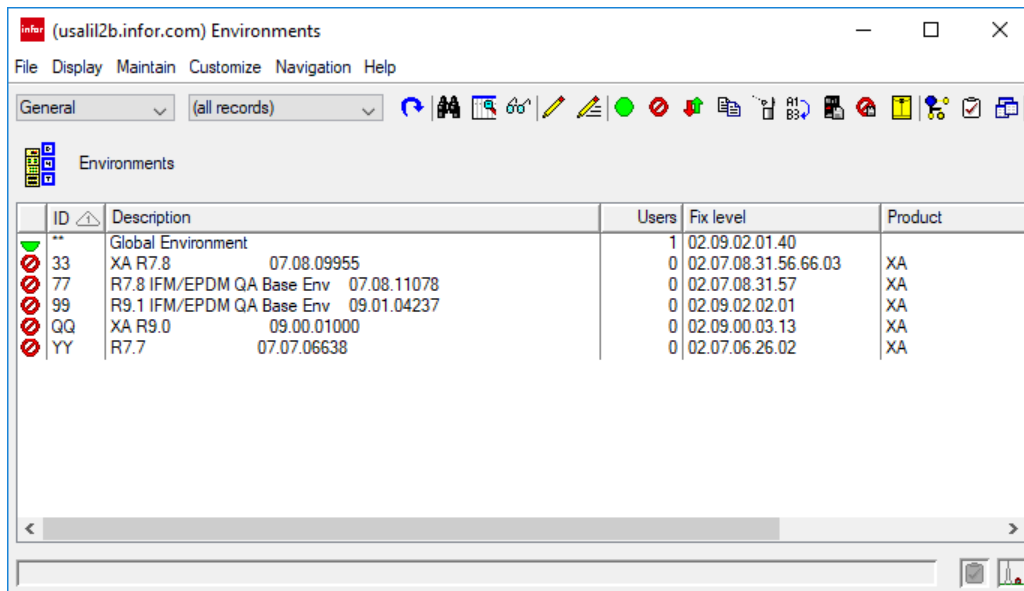 infor (usalil2b.infor.com) Environments
File Display Maintain Customize Navigation Help
General (all records)
Environments
ID 1 Description Users Fix level Product
** Global Environment 1 02.09.02.01.40
33 XA R7.8 07.08.09955 0 02.07.08.31.56.66.03 XA
77 R7.8 IFM/EPDM QA Base Env 07.08.11078 0 02.07.08.31.57 XA
99 R9.1 IFM/EPDM QA Base Env 09.01.04237 0 02.09.02.02.01 XA
QQ XA R9.0 09.00.01000 0 02.09.00.03.13 XA
YY R7.7 07.07.06638 0 02.07.06.26.02 XA